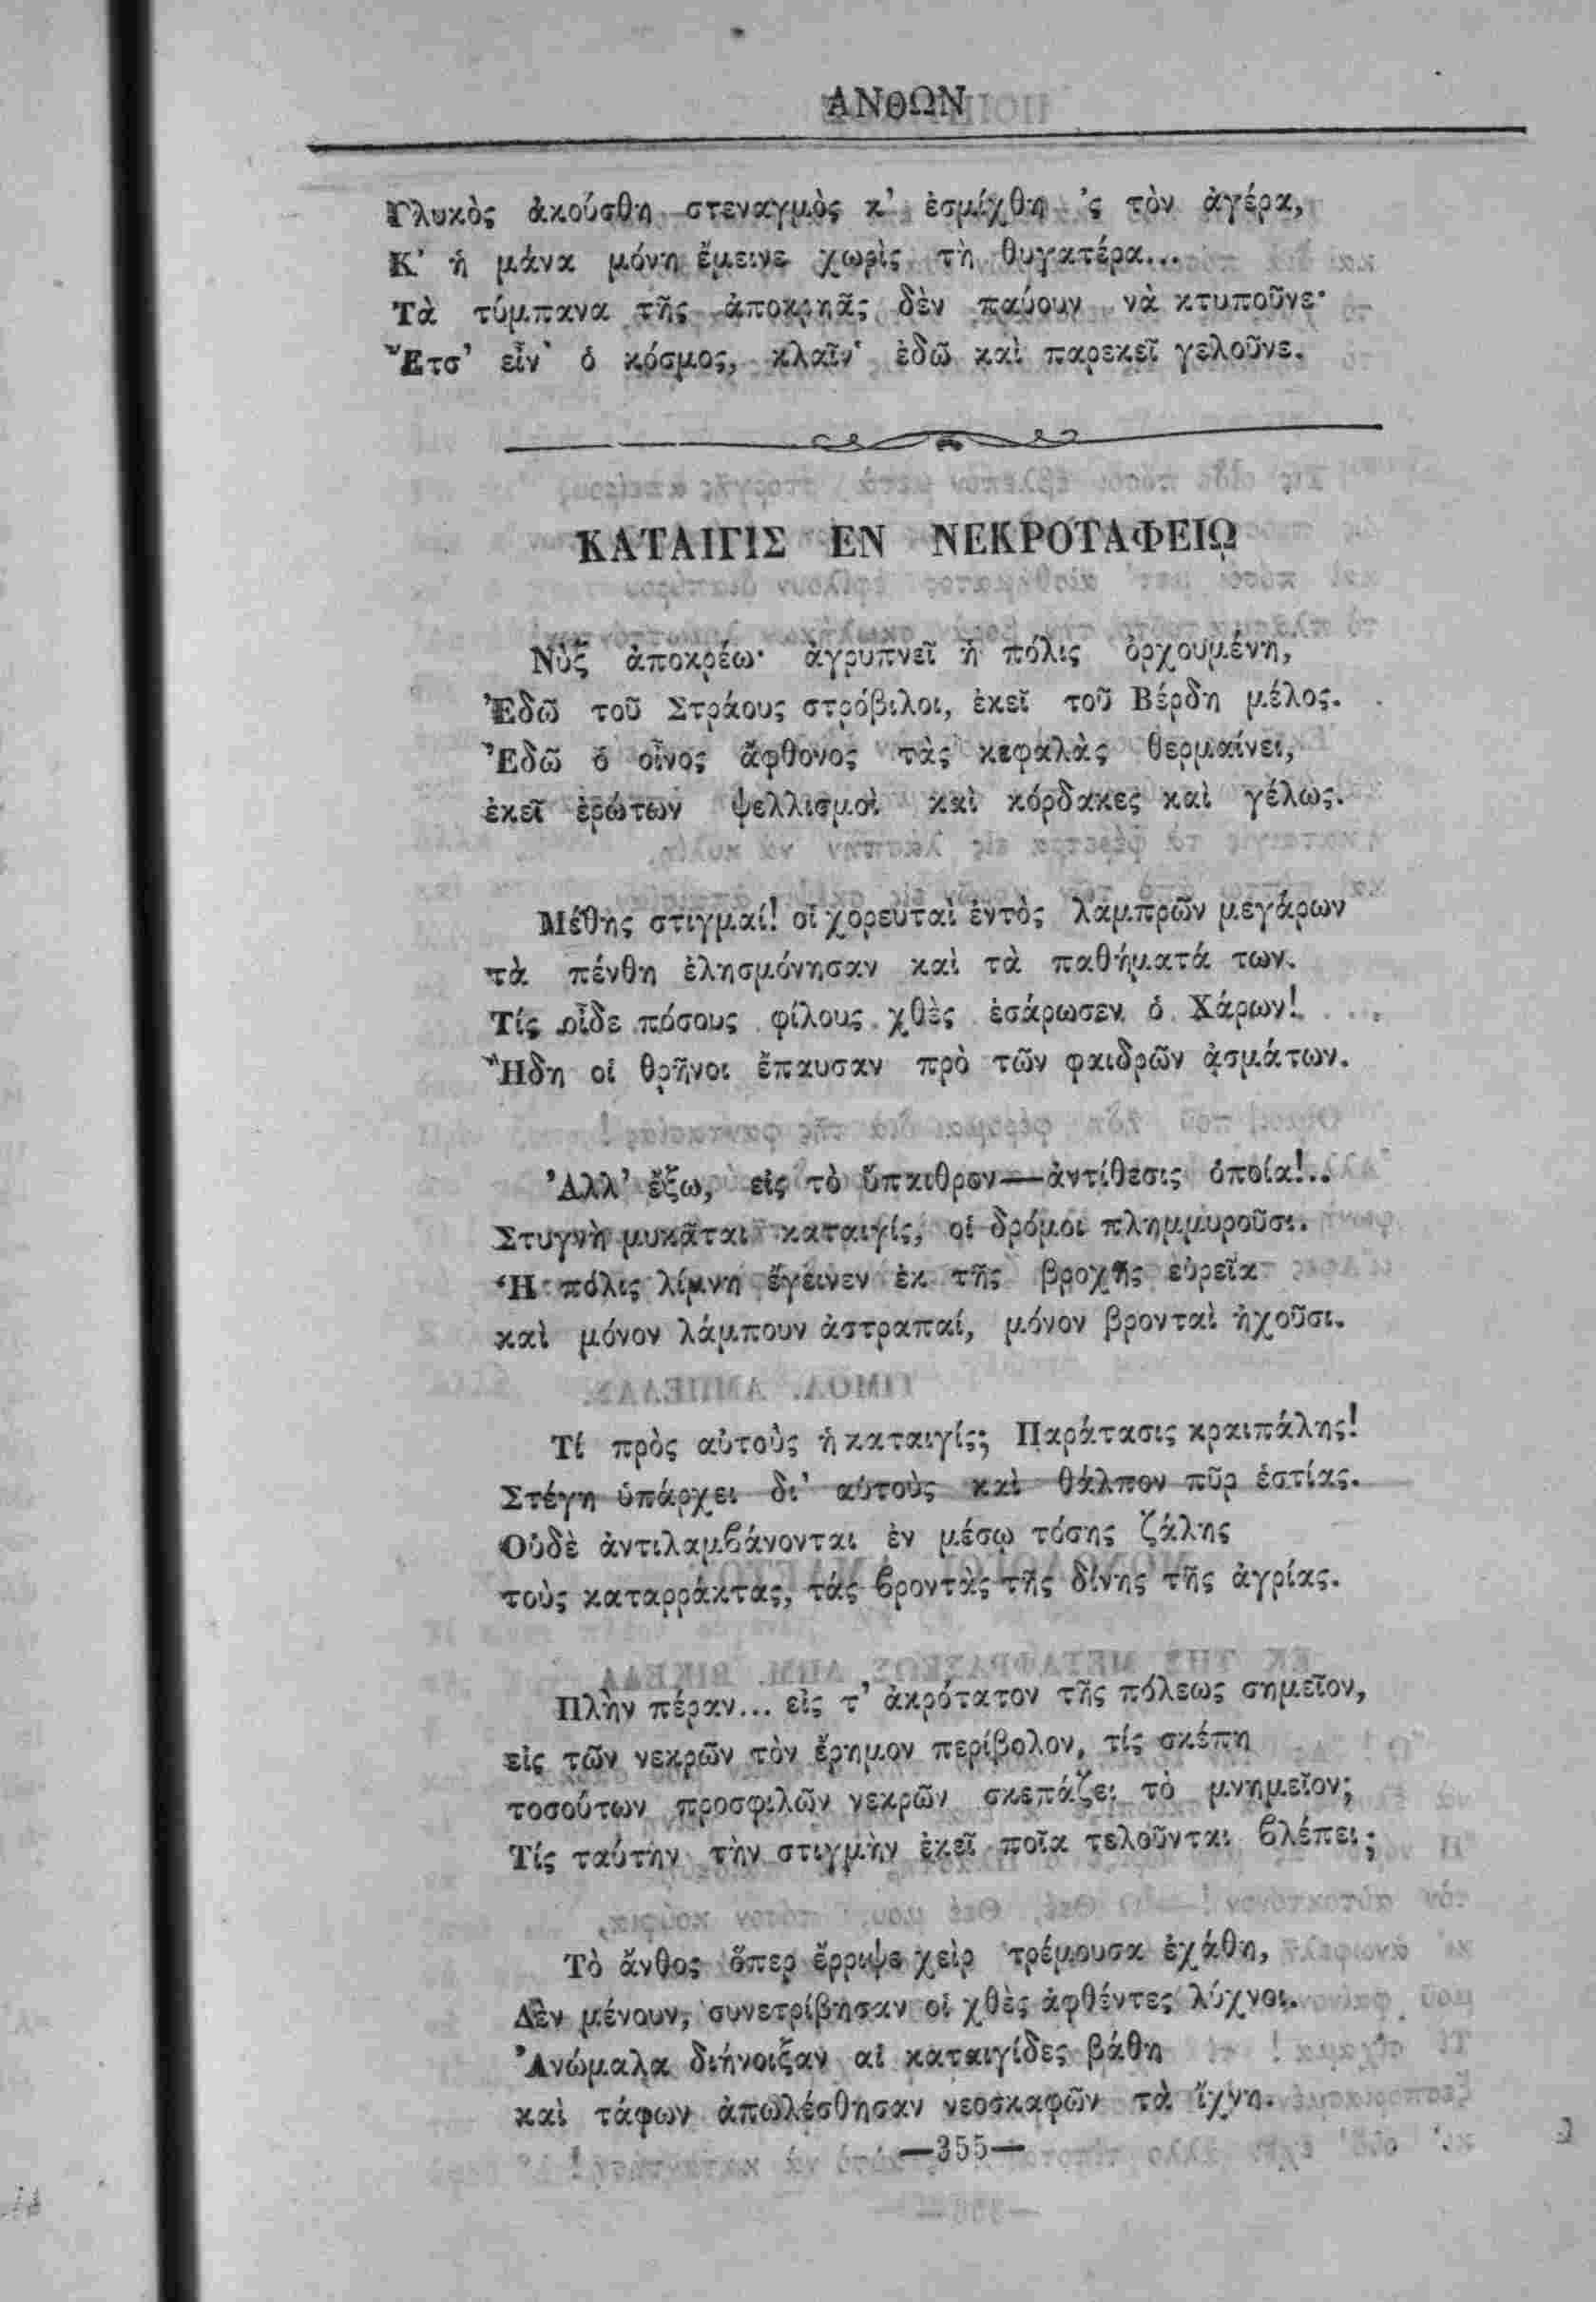 ΑΝΘΩΝ
Γλυκὸς ἀκούσθη στεναγμὸς κ' ἐσμίχθη 'ς τὸν ἀγέρα,
Κ' ἡ μάνα μόνη ἔμεινε χωρὶς τὴ θυγατέρα...
Τὰ τύμπανα τῆς ἀποκρηᾶς δὲν παύουν νὰ κτυποῦνε·
Ἔτσ' εἶν' ὁ κόσμος, κλαῖν' ἐδῶ καὶ παρεκεῖ γελοῦνε.
ΚΑΤΑΙΓΙΣ ΕΝ ΝΕΚΡΟΤΑΦΕΙῼ
Νὺξ ἀποκρέω· ἀγρυπνεῖ ἡ πόλις ὀρχουμένη,
Ἐδῶ τοῦ Στράους στρόβιλοι, ἐκεῖ τοῦ Βέρδη μέλος.
Ἐδῶ ὁ οἶνος ἄφθονος τὰς κεφαλὰς θερμαίνει,
ἐκεῖ ἐρώτων ψελλισμοὶ καὶ κόρδακες καὶ γέλως.
Μέθης στιγμαί! οἱ χορευταὶ ἐντὸς λαμπρῶν μεγάρων
τὰ πένθη ἐλησμόνησαν καὶ τὰ παθήματά των.
Τίς οἶδε πόσους φίλους χθὲς ἐσάρωσεν ὁ Χάρων!
Ἤδη οἱ θρῆνοι ἔπαυσαν πρὸ τῶν φαιδρῶν ᾀσμάτων.
Ἀλλ' ἔξω, εἰς τὸ ὕπαιθρον—ἀντίθεσις ὁποία!..
Στυγνὴ μυκᾶται καταιγίς, οἱ δρόμοι πλημμυροῦσι.
Ἡ πόλις λίμνη ἔγεινεν ἐκ τῆς βροχῆς εὐρεῖα
καὶ μόνον λάμπουν ἀστραπαί, μόνον βρονταὶ ἠχοῦσι.
Τί πρὸς αὐτοὺς ἡ καταιγίς; Παράτασις κραιπάλης!
Στέγη ὑπάρχει δι' αὐτοὺς καὶ θάλπον πῦρ ἑστίας.
Οὐδὲ ἀντιλαμβάνονται ἐν μέσῳ τόσης ζάλης
τοὺς καταρράκτας, τάς βροντὰς τῆς δίνης τῆς ἀγρίας.
Πλὴν πέραν... εἰς τ' ἀκρότατον τῆς πόλεως σημεῖον,
εἰς τῶν νεκρῶν τὸν ἔρημον περίβολον, τίς σκέπη
τοσούτων προσφιλῶν νεκρῶν σκεπάζει τὸ μνημεῖον;
Τίς ταύτην τὴν στιγμὴν ἐκεῖ ποῖα τελοῦνται βλέπει;
Τὸ ἄνθος ὅπερ ἔρριψε χεὶρ τρέμουσα ἐχάθη,
Δὲν μένουν, συνετρίβησαν οἱ χθὲς ἀφθέντες λύχνοι.
Ἀνώμαλα διήνοιξαν αἱ καταιγίδες βάθη
καὶ τάφων ἀπωλέσθησαν νεοσκαφῶν τὰ ἴχνη.
—355—